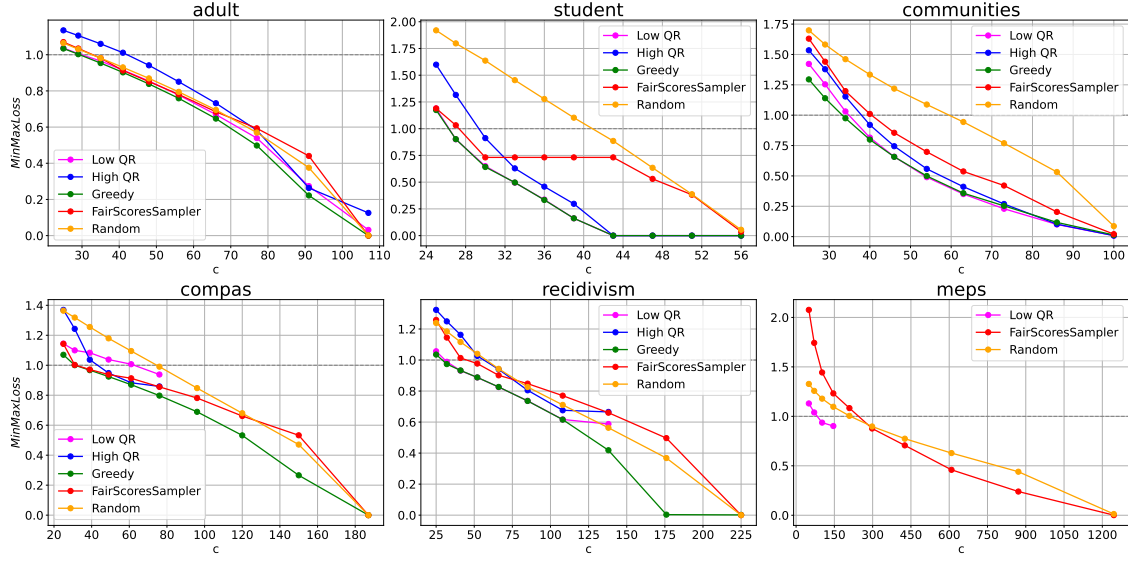 adult
1.0
0.8
0.6
0.4
0.2
0.0
MinMaxLoss
Low QR
High QR
Greedy
FairScoresSampler
Random
30 40 50 60 70 80 90 100 110
c
student
2.00
1.75
1.50
1.25
1.00
0.75
0.50
0.25
0.00
Low QR
High QR
Greedy
FairScoresSampler
Random
24 28 32 36 40 44 48 52 56
c
communities
1.75
1.50
1.25
1.00
0.75
0.50
0.25
0.00
Low QR
High QR
Greedy
FairScoresSampler
Random
30 40 50 60 70 80 90 100
c
compas
1.4
1.2
1.0
0.8
0.6
0.4
0.2
0.0
MinMaxLoss
Low QR
High QR
Greedy
FairScoresSampler
Random
20 40 60 80 100 120 140 160 180
c
recidivism
1.2
1.0
0.8
0.6
0.4
0.2
0.0
Low QR
High QR
Greedy
FairScoresSampler
Random
25 50 75 100 125 150 175 200 225
c
meps
2.0
1.5
1.0
0.5
0.0
Low QR
FairScoresSampler
Random
0 150 300 450 600 750 900 1050 1200
c